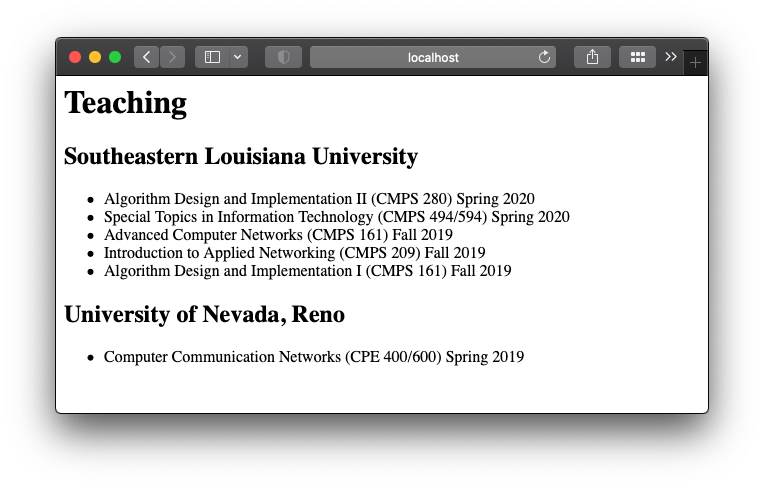 localhost
Teaching
Southeastern Louisiana University
Algorithm Design and Implementation II (CMPS 280) Spring 2020
Special Topics in Information Technology (CMPS 494/594) Spring 2020
Advanced Computer Networks (CMPS 161) Fall 2019
Introduction to Applied Networking (CMPS 209) Fall 2019
Algorithm Design and Implementation I (CMPS 161) Fall 2019
University of Nevada, Reno
Computer Communication Networks (CPE 400/600) Spring 2019